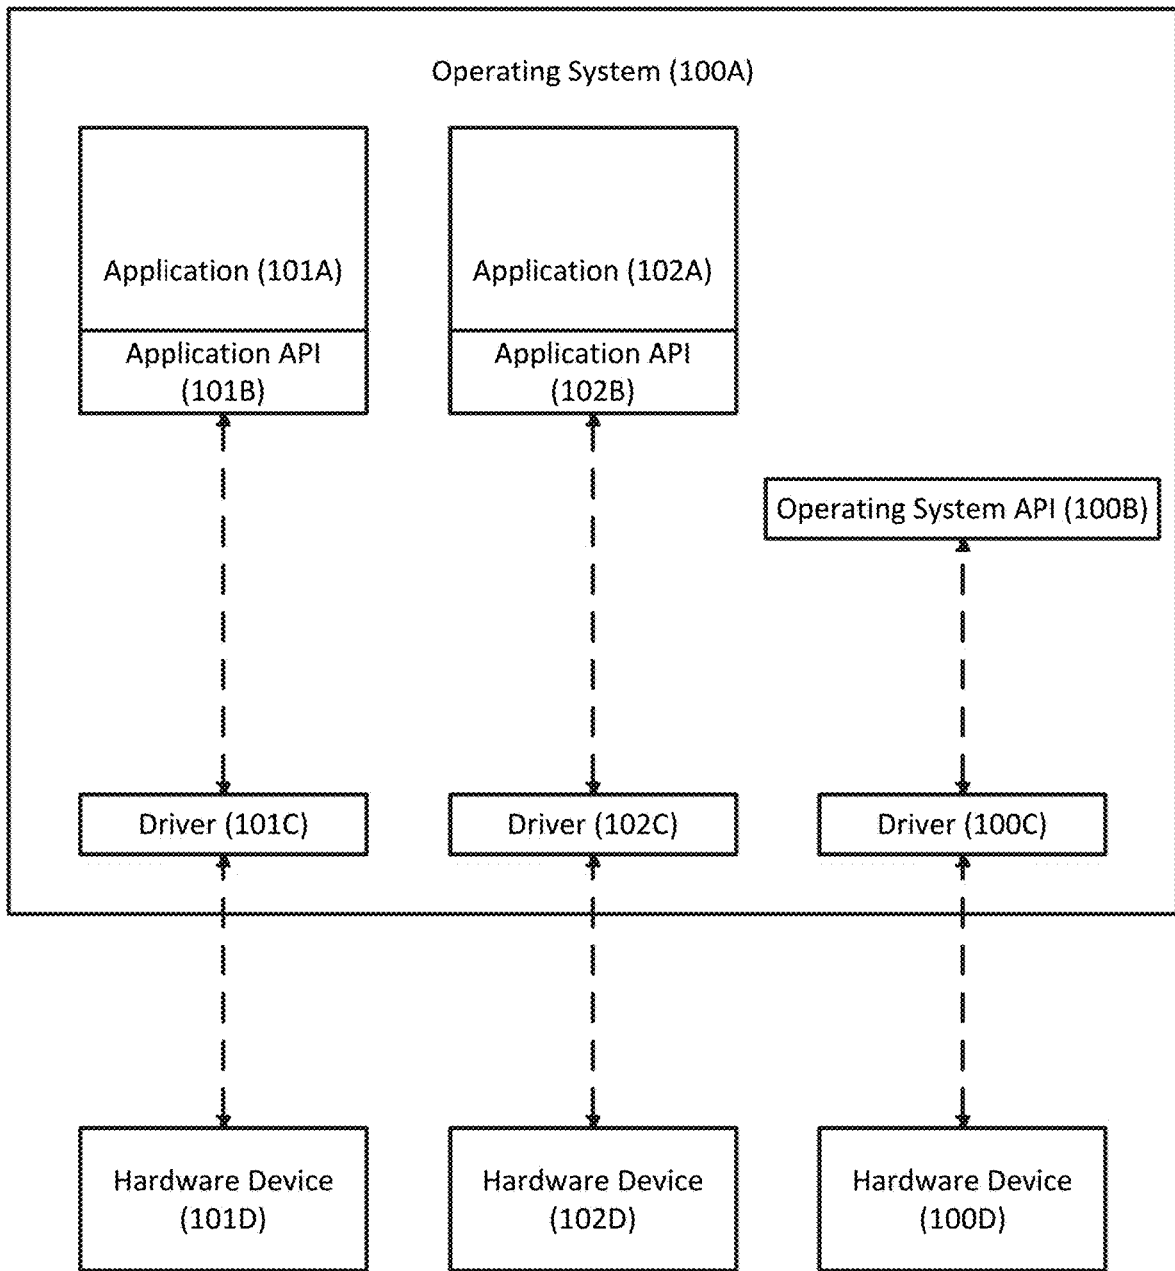 Operating System (100A)
Application (101A)
Application (102A)
Application API
(101B)
Application API
(102B)
Operating System API (100B)
Driver (101C)
Driver (102C)
Driver (100C)
Hardware Device
(101D)
Hardware Device
(102D)
Hardware Device
(100D)